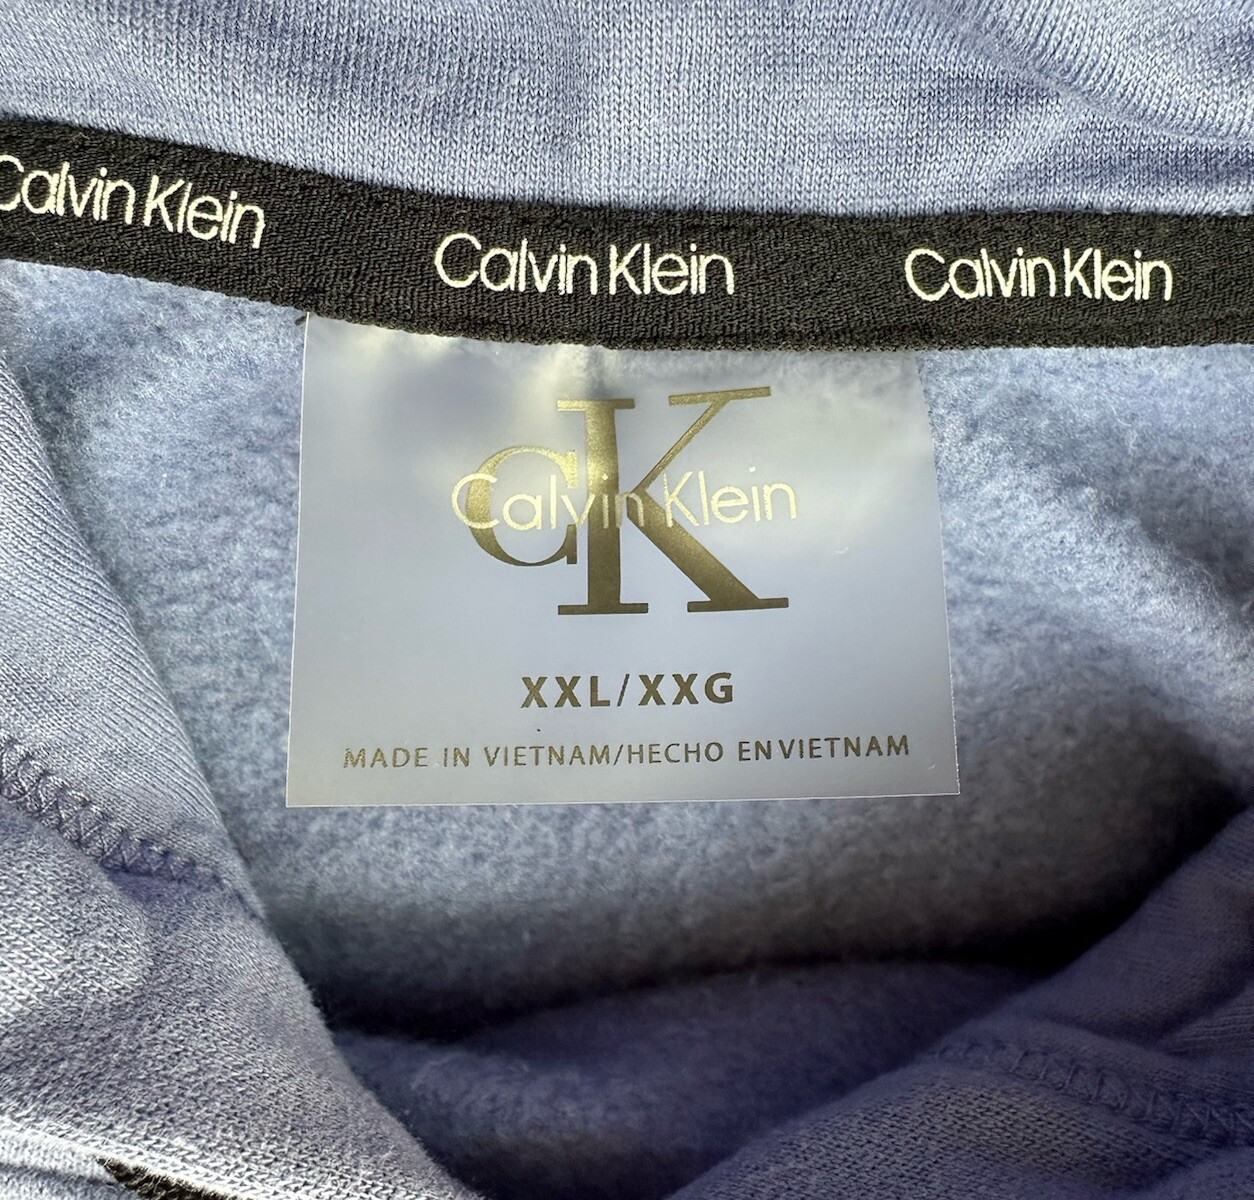 Calvin Klein Calvin Klein Calvin Klein
CK
Calvin Klein
XXL/XXG
MADE IN VIETNAM/HECHO EN VIETNAM